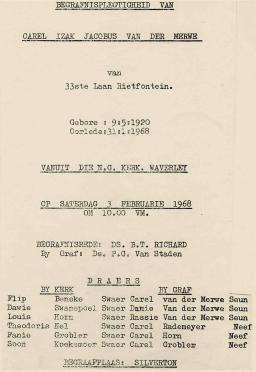 BEGRAFNISPLEGTIGHEID VAN
CAREL IZAK JACOBUS VAN DER MERWE
van
33ste Laan Rietfontein.
Gebore : 9:5:1920
Oorlede:31:1:1968
VANUIT DIE N.G. KERK. WAVERLEY
OP SATERDAG 3 FEBRUARIE 1968
OM 10.00 VM.
BEGRAFNISREDE: DS. B.T. RICHARD
By Graf: Ds. P.G. Van Staden
DRAERS
BY KERK BY GRAF
Flip Beneke Swaer Carel van der Merwe Seun
Davie Swanepoel Swaer Danie van der Merwe Seun
Louis Horn Swaer Rassie van der Merwe Seun
Theodoris Nel Swaer Carel Rademeyer Neef
Fanie Grobler Swaer Carel Horn Neef
Soon Koekemoer Swaer Carel Grobler Neef
BEGRAAFPLAAS: SILVERTON